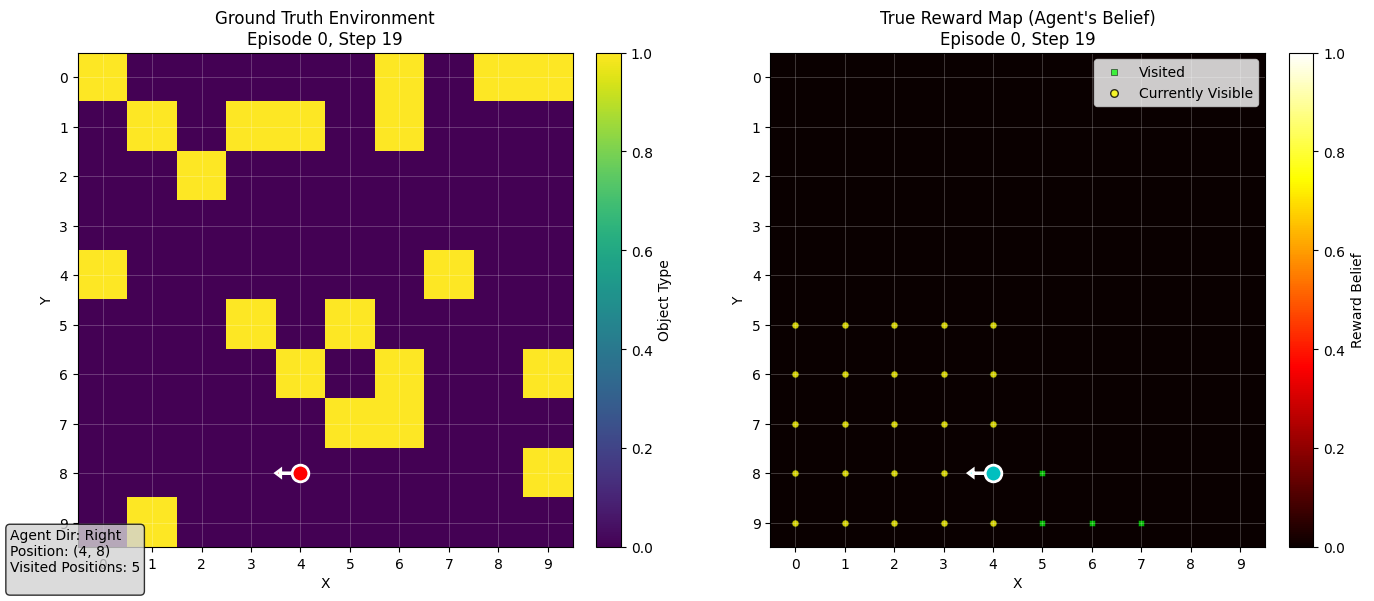 Ground Truth Environment
Episode 0, Step 19
0
1
2
3
4
5
6
7
8
9
Y
0 1 2 3 4 5 6 7 8 9
X
1.0
0.8
0.6
0.4
0.2
0.0
Object Type
Agent Dir: Right
Position: (4, 8)
Visited Positions: 5
True Reward Map (Agent's Belief)
Episode 0, Step 19
Visited
Currently Visible
0
1
2
3
4
5
6
7
8
9
Y
0 1 2 3 4 5 6 7 8 9
X
1.0
0.8
0.6
0.4
0.2
0.0
Reward Belief